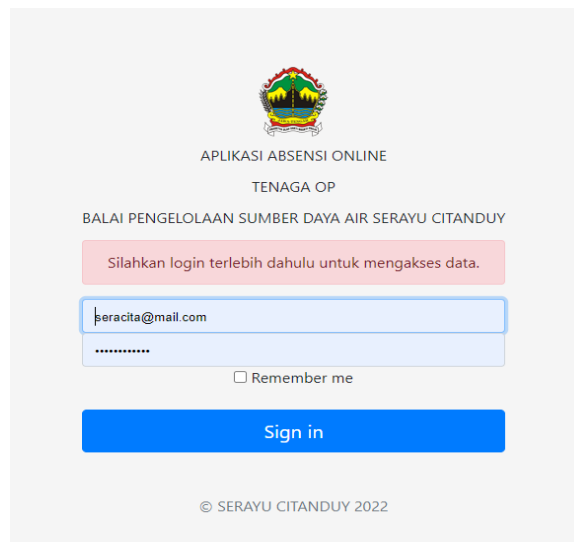 APLIKASI ABSENSI ONLINE
TENAGA OP
BALAI PENGELOLAAN SUMBER DAYA AIR SERAYU CITANDUY
Silahkan login terlebih dahulu untuk mengakses data.
seracita@mail.com
••••••••••••
Remember me
Sign in
© SERAYU CITANDUY 2022